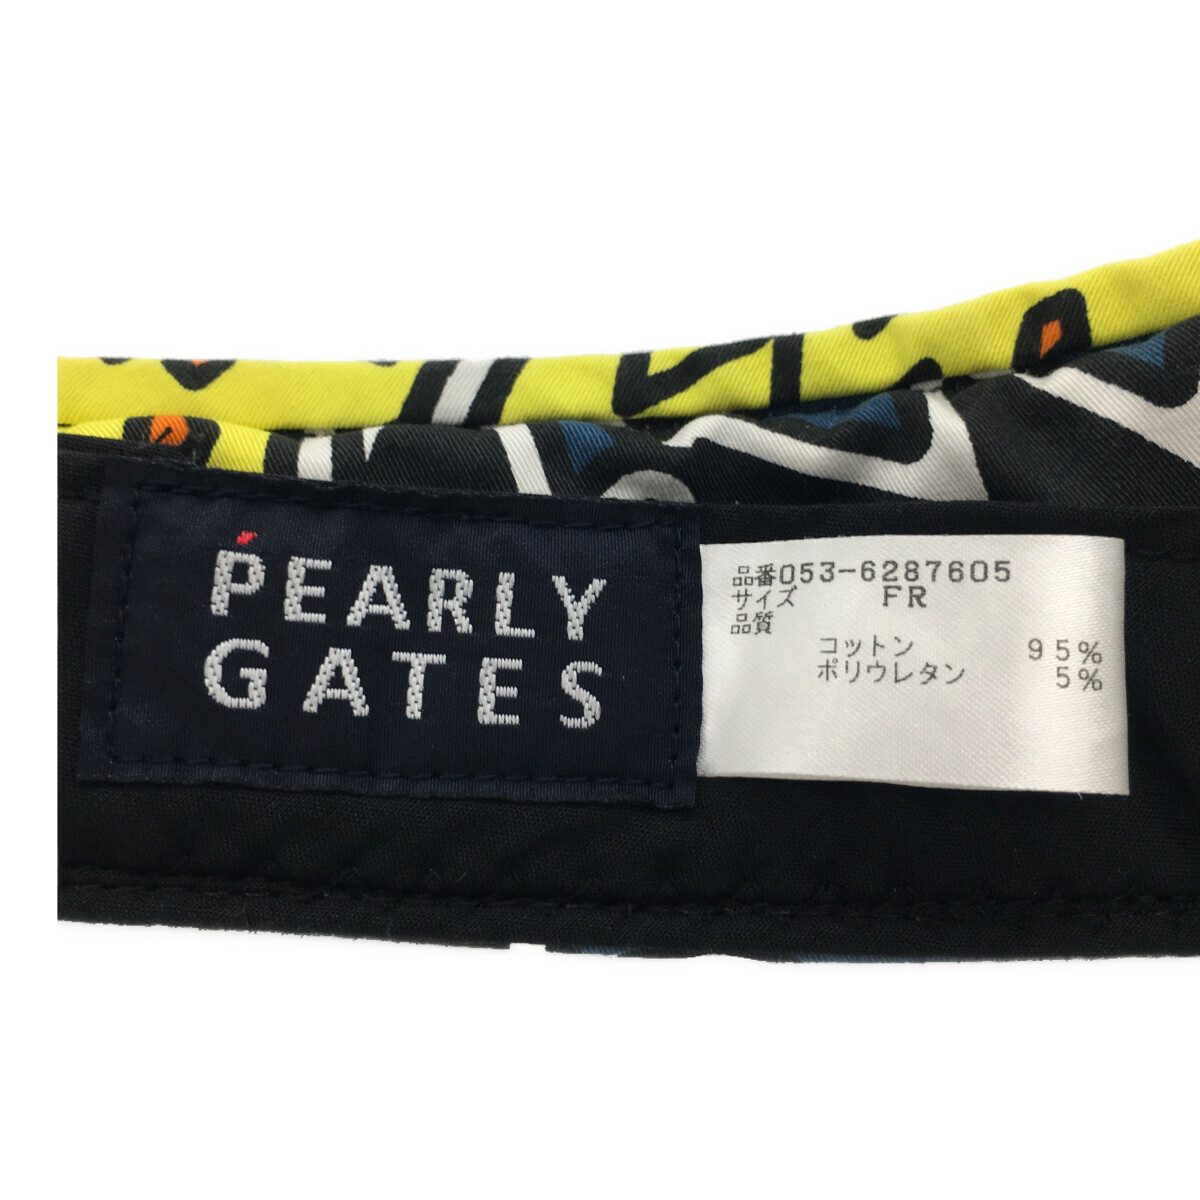 PEARLY
GATES
品番053-6287605
サイズ FR
品質
コットン 95%
ポリウレタン 5%